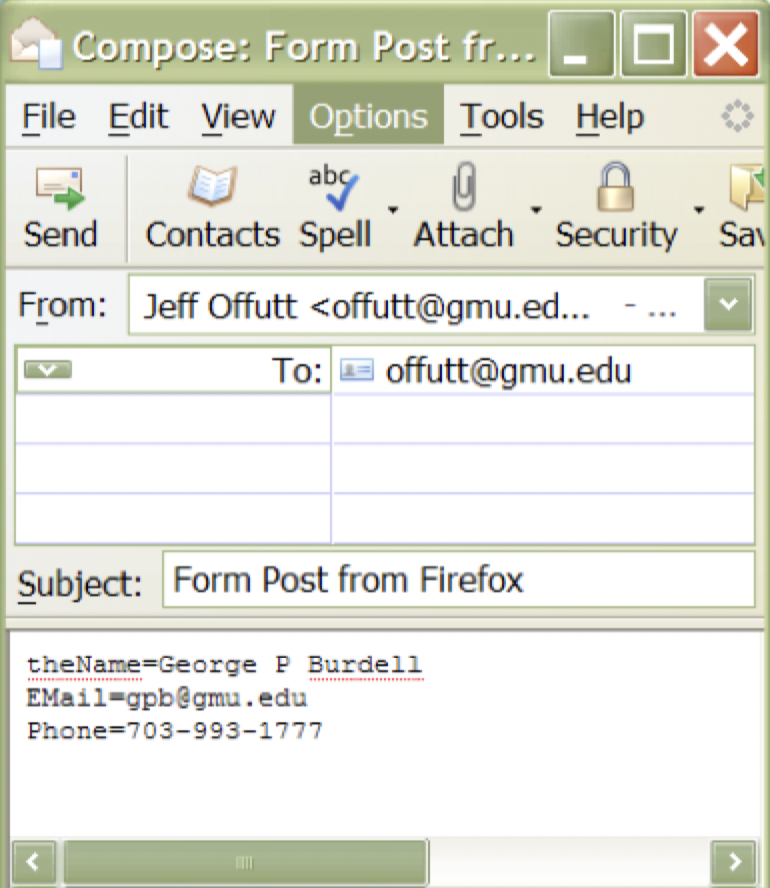 Compose: Form Post fr...
File Edit View Options Tools Help
abc
Send Contacts Spell Attach Security Sav
From: Jeff Offutt <offutt@gmu.ed... - ...
To: offutt@gmu.edu
Subject: Form Post from Firefox
theName=George P Burdell
EMail=gpb@gmu.edu
Phone=703-993-1777